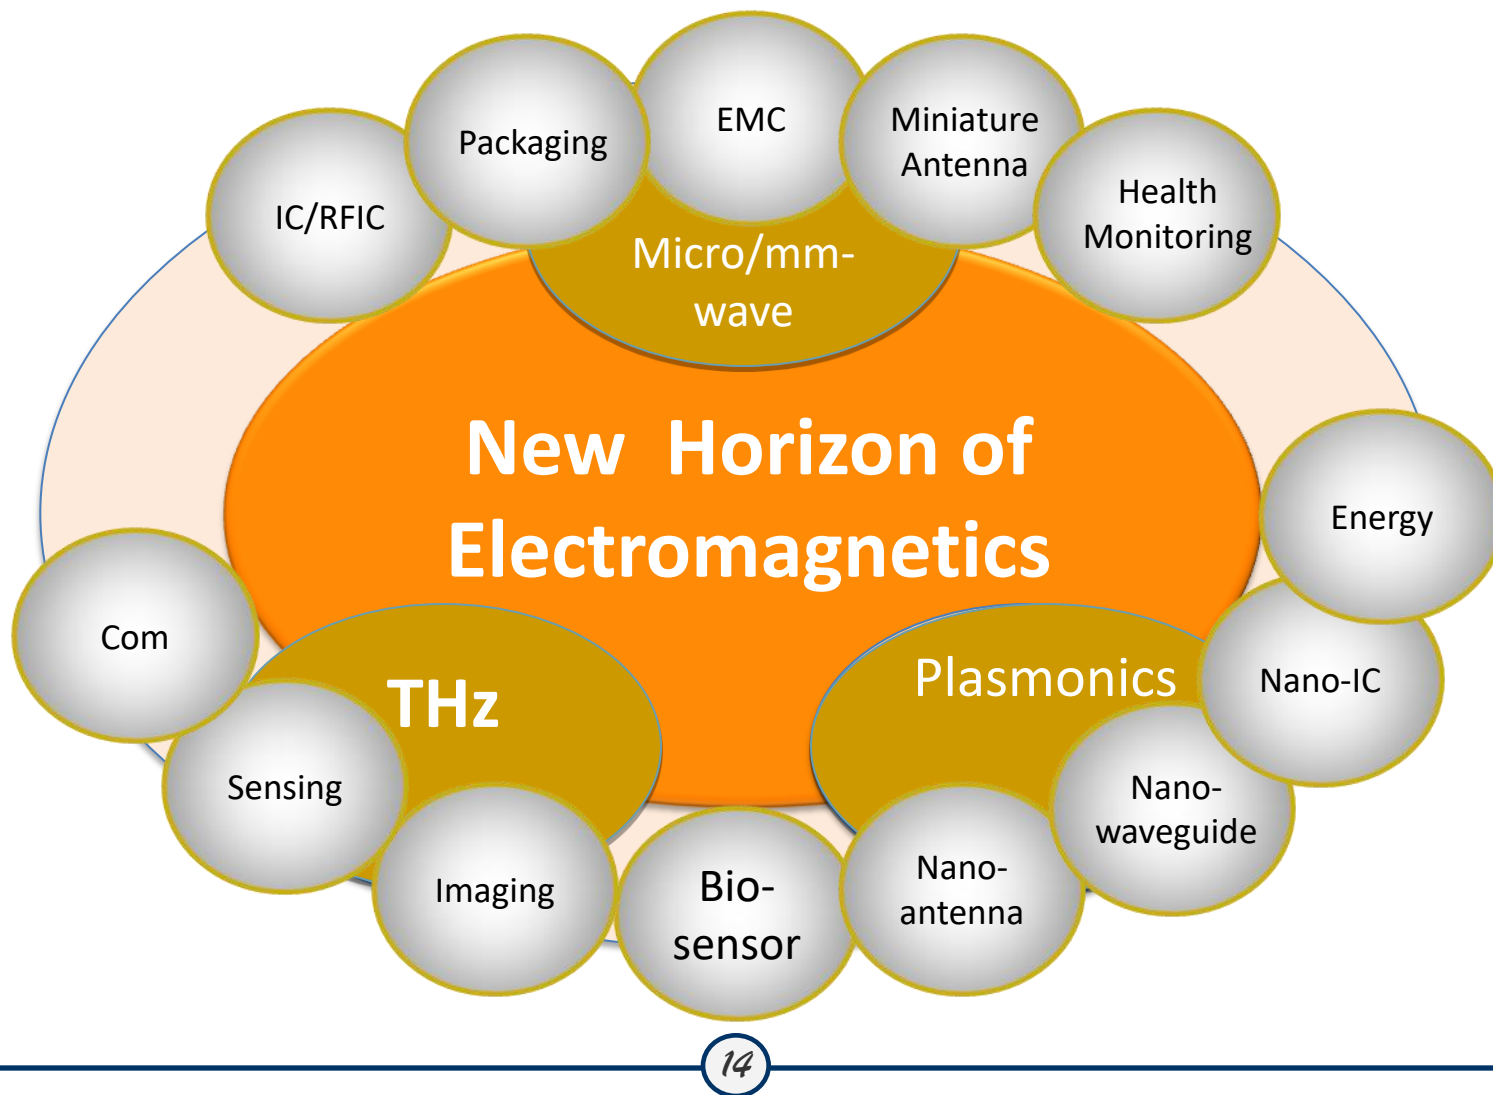 EMC
Packaging
Miniature
Antenna
IC/RFIC
Health
Monitoring
Micro/mm-
wave
New Horizon of
Electromagnetics
Energy
Com
THz
Plasmonics
Nano-IC
Sensing
Nano-
waveguide
Imaging
Bio-
sensor
Nano-
antenna
14